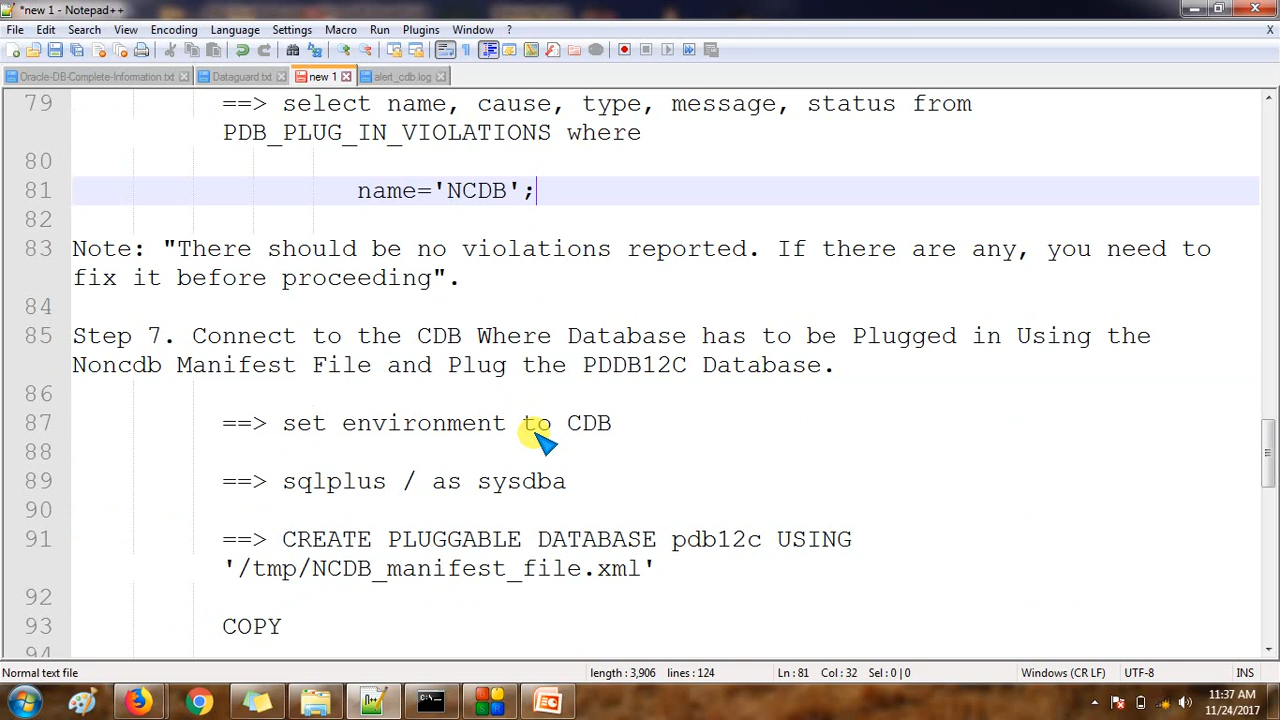 *new 1 - Notepad++
File Edit Search View Encoding Language Settings Macro Run Plugins Window ?
X
Oracle-DB-Complete-Information.txt Dataguard.txt new 1 alert_cdb.log
79 ==> select name, cause, type, message, status from
PDB_PLUG_IN_VIOLATIONS where
80
81 name='NCDB';
82
83 Note: "There should be no violations reported. If there are any, you need to
fix it before proceeding".
84
85 Step 7. Connect to the CDB Where Database has to be Plugged in Using the
Noncdb Manifest File and Plug the PDDB12C Database.
86
87 ==> set environment to CDB
88
89 ==> sqlplus / as sysdba
90
91 ==> CREATE PLUGGABLE DATABASE pdb12c USING
'/tmp/NCDB_manifest_file.xml'
92
93 COPY
94
Normal text file length : 3,906 lines : 124 Ln : 81 Col : 32 Sel : 0 | 0 Windows (CR LF) UTF-8 INS
11:37 AM
11/24/2017